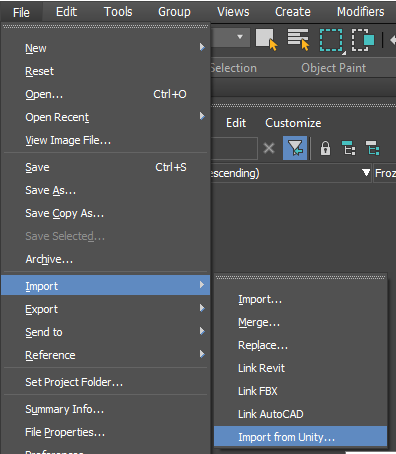 File Edit Tools Group Views Create Modifiers
Selection Object Paint
New
Reset
Open... Ctrl+O
Open Recent
View Image File...
Save Ctrl+S
Save As...
Save Copy As...
Save Selected...
Archive...
Import
Export
Send to
Reference
Set Project Folder...
Summary Info...
File Properties...
Preferences
Edit Customize
escending) Froz
Import...
Merge...
Replace...
Link Revit
Link FBX
Link AutoCAD
Import from Unity...